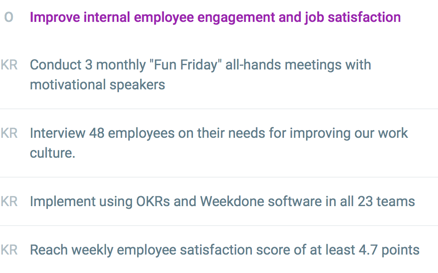 O Improve internal employee engagement and job satisfaction
KR Conduct 3 monthly "Fun Friday" all-hands meetings with
motivational speakers
KR Interview 48 employees on their needs for improving our work
culture.
KR Implement using OKRs and Weekdone software in all 23 teams
KR Reach weekly employee satisfaction score of at least 4.7 points